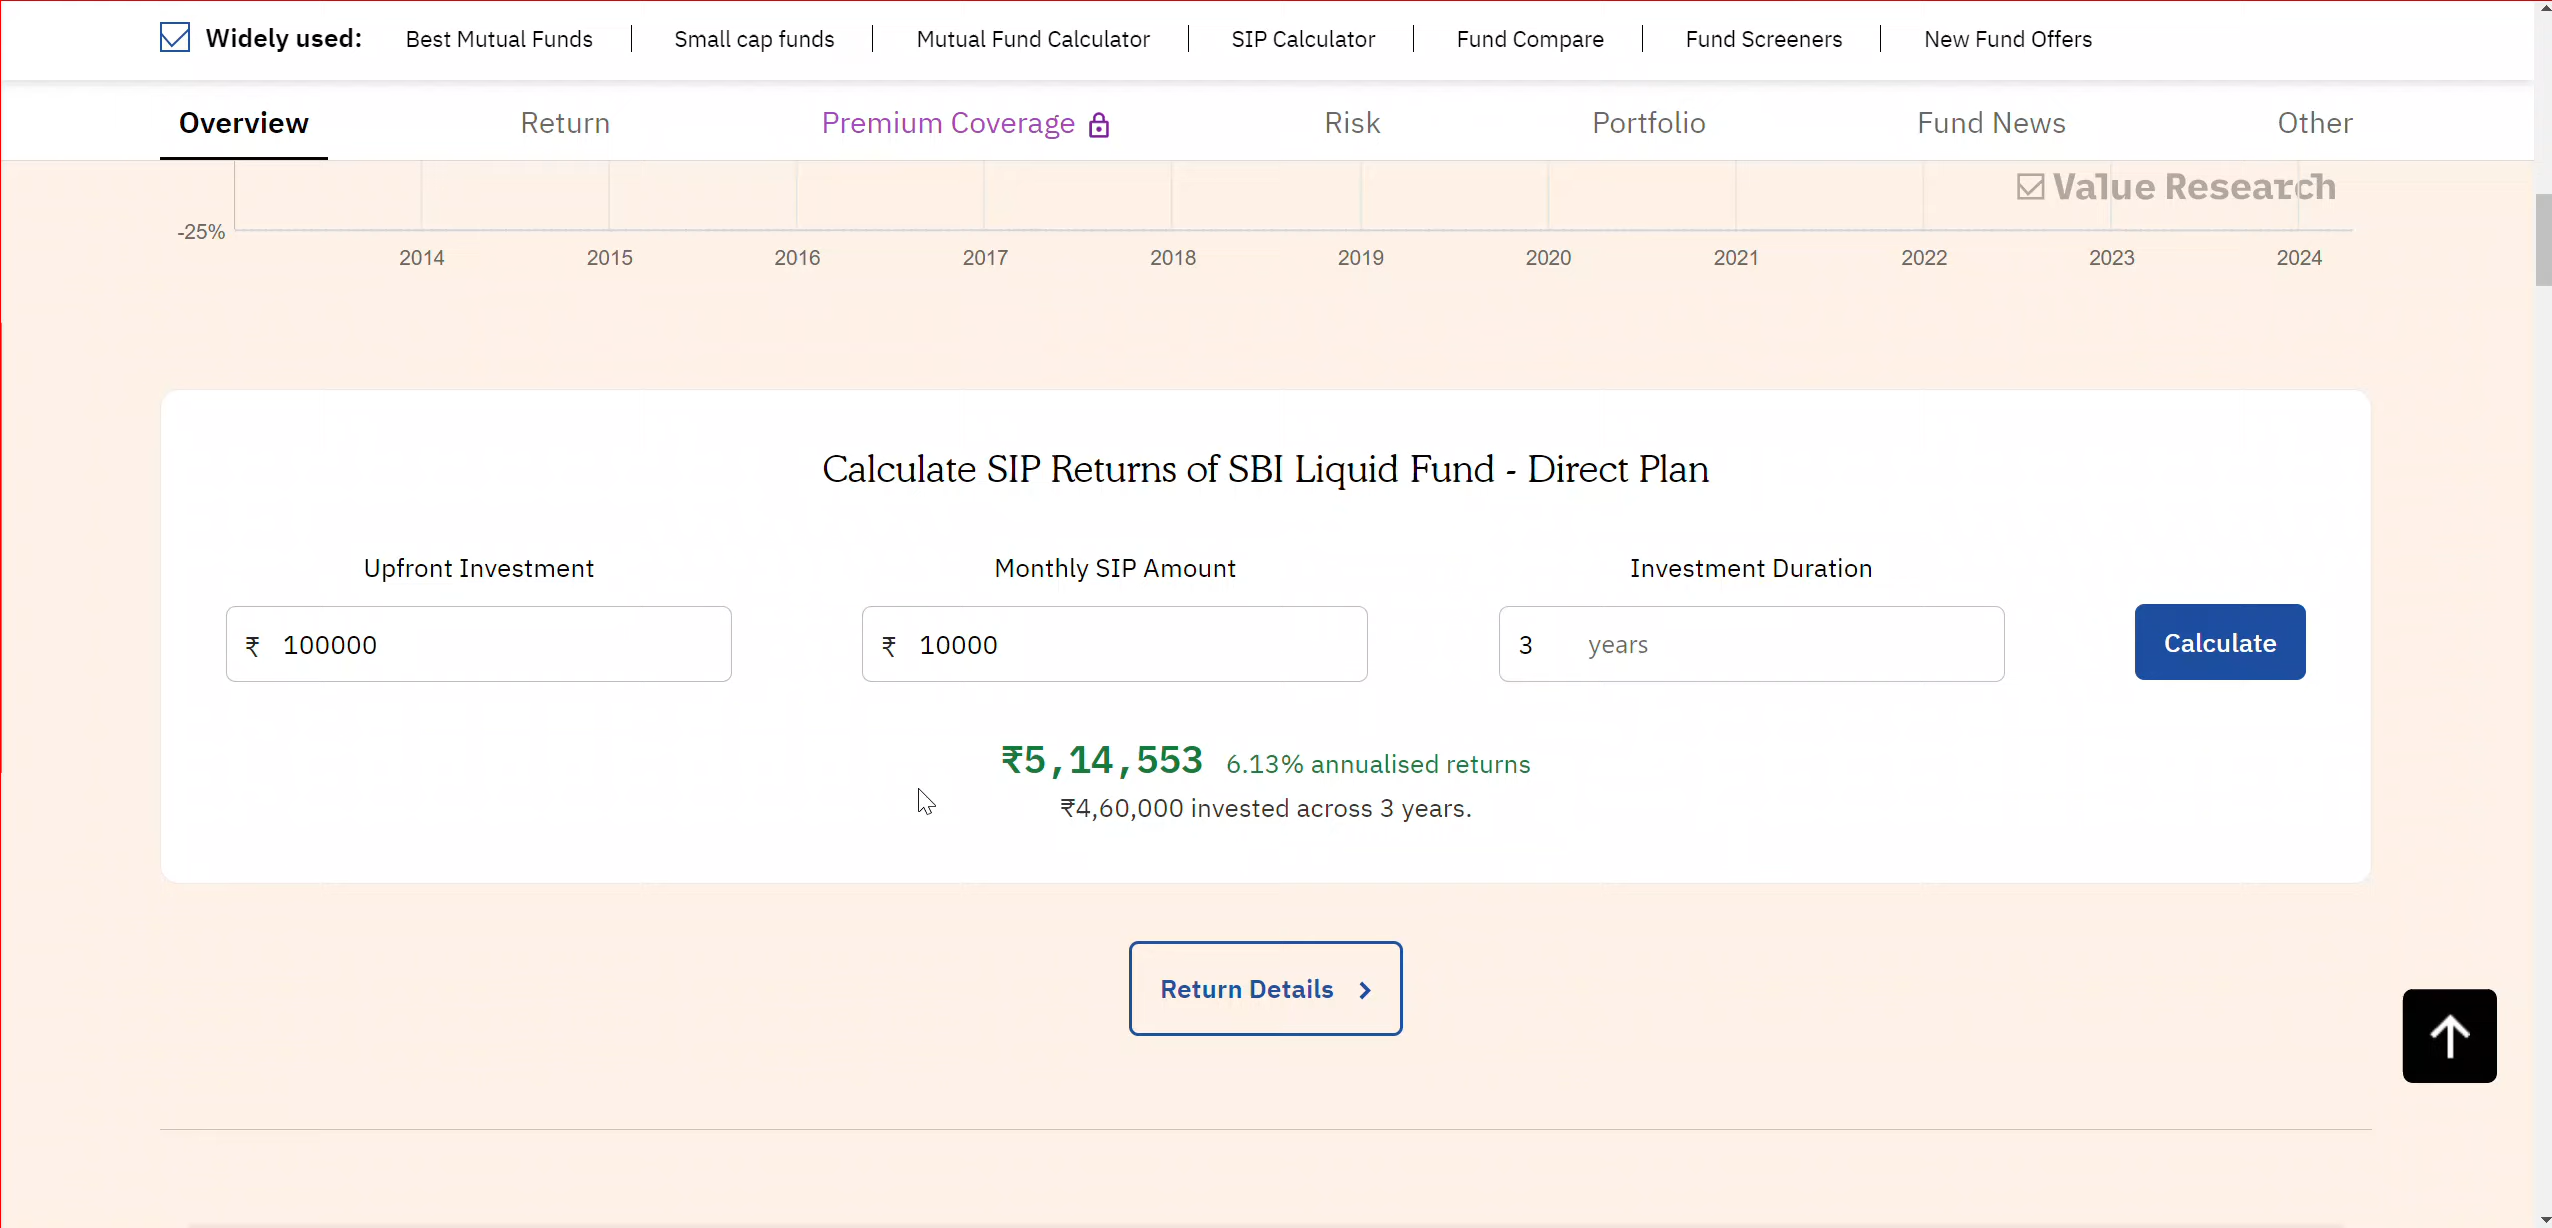 Widely used: Best Mutual Funds Small cap funds Mutual Fund Calculator SIP Calculator Fund Compare Fund Screeners New Fund Offers
Overview Return Premium Coverage Risk Portfolio Fund News Other
Value Research
-25%
2014 2015 2016 2017 2018 2019 2020 2021 2022 2023 2024
Calculate SIP Returns of SBI Liquid Fund - Direct Plan
Upfront Investment Monthly SIP Amount Investment Duration
₹ 100000 ₹ 10000 3 years Calculate
₹5,14,553 6.13% annualised returns
₹4,60,000 invested across 3 years.
Return Details